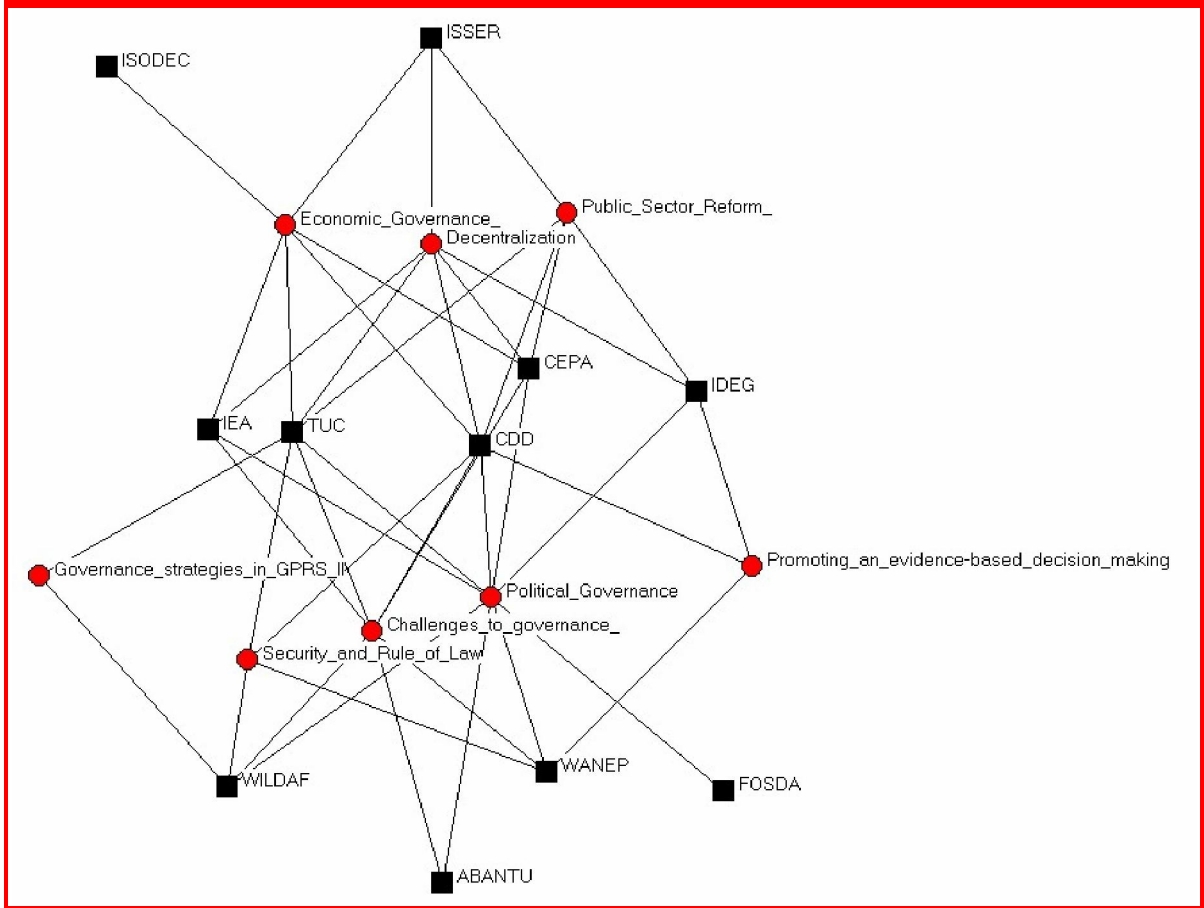 ISSER
ISODEC
Public_Sector_Reform_
Economic_Governance_
Decentralization
CEPA
IDEG
IEA
TUC
CDD
Promoting_an_evidence-based_decision_making
Governance_strategies_in_GPRS_II
Political_Governance
Challenges_to_governance_
Security_and_Rule_of_Law
WANEP
WILDAF
FOSDA
ABANTU